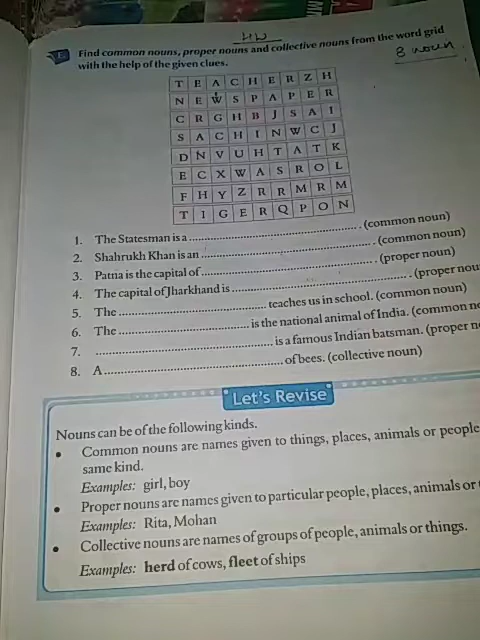 HW
8 noun
E Find common nouns, proper nouns and collective nouns from the word grid
with the help of the given clues.
T E A C H E R Z H
N E W S P A P E R
C R G H B J S A I
S A C H I N W C J
D N V U H T A T K
E C X W A S R O L
F H Y Z R R M R M
T I G E R Q P O N
1. The Statesman is a .................... . (common noun)
2. Shahrukh Khan is an .................... . (common noun)
3. Patna is the capital of .................... . (proper noun)
4. The capital of Jharkhand is .................... . (proper nou
5. The .................... teaches us in school. (common noun)
6. The .................... is the national animal of India. (common n
7. .................... is a famous Indian batsman. (proper n
8. A .................... of bees. (collective noun)
Let's Revise
Nouns can be of the following kinds.
• Common nouns are names given to things, places, animals or people
same kind.
Examples: girl, boy
• Proper nouns are names given to particular people, places, animals or
Examples: Rita, Mohan
• Collective nouns are names of groups of people, animals or things.
Examples: herd of cows, fleet of ships